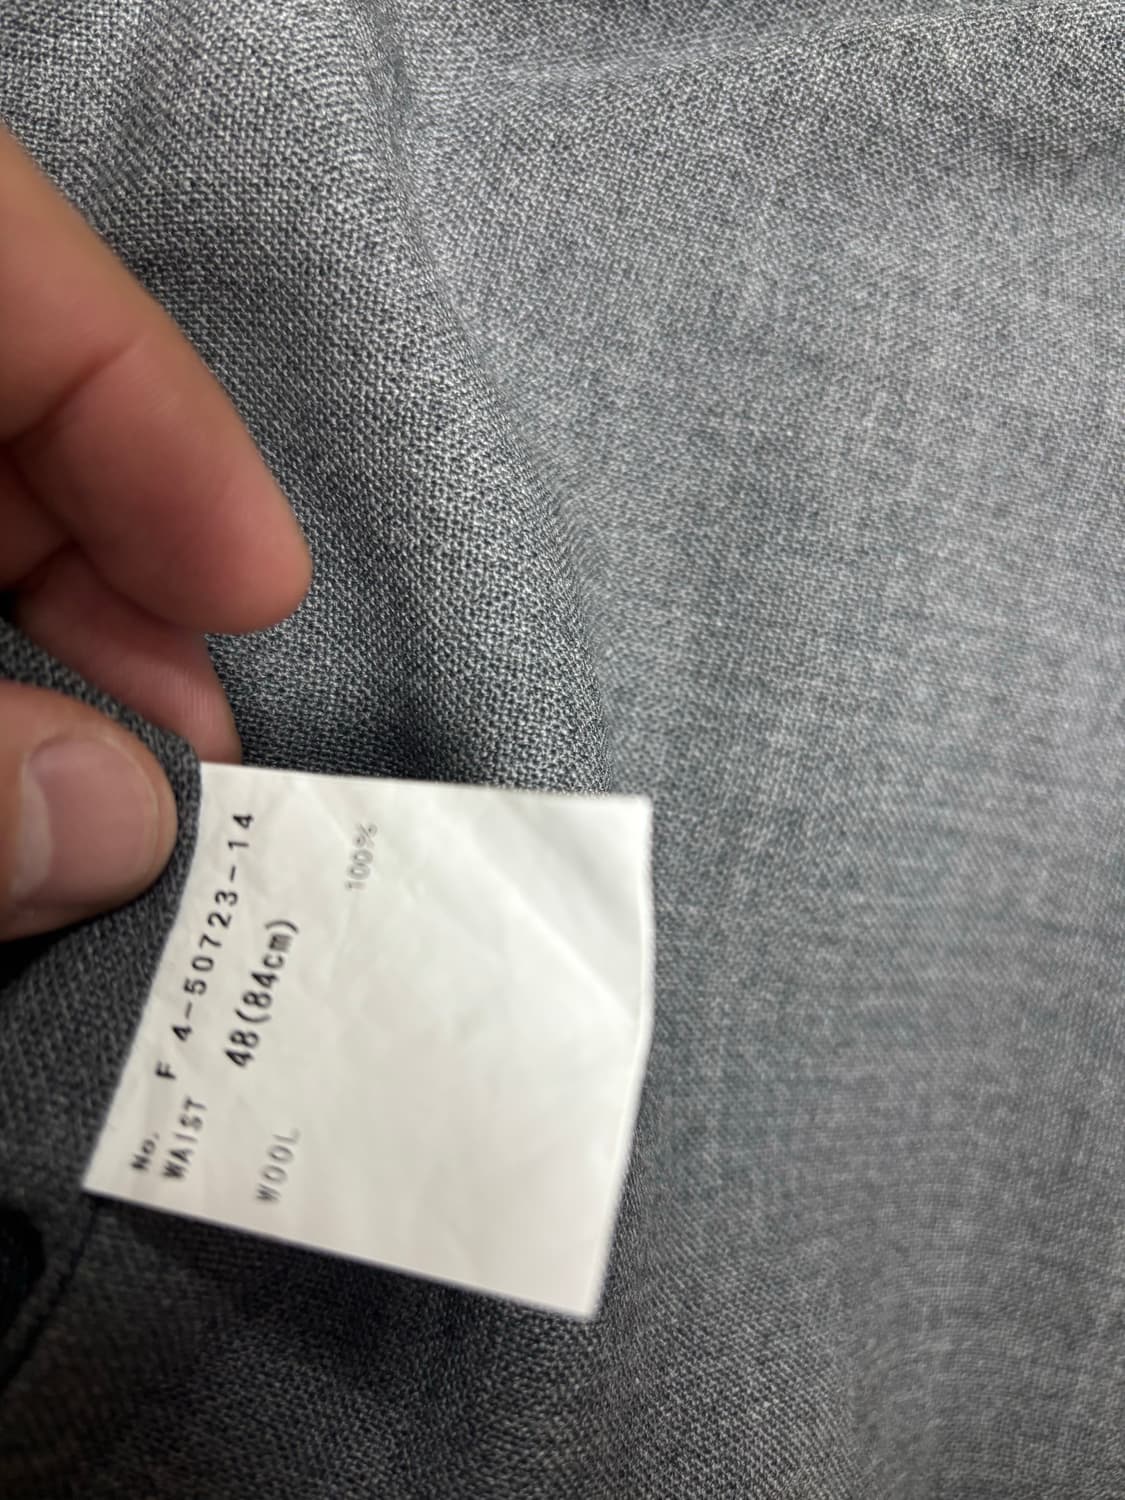 No. F 4-50723-14
WAIST 48(84cm)
WOOL 100%